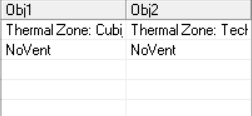 Obj1 Obj2
Thermal Zone: Cubi Thermal Zone: Tech
NoVent NoVent